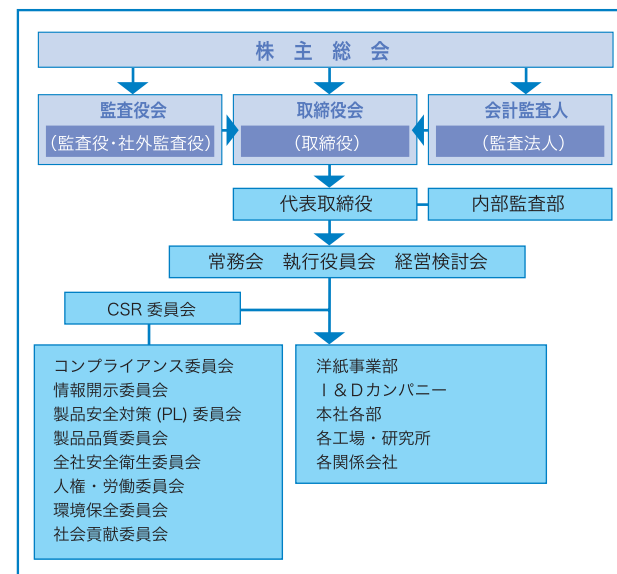 株主総会
監査役会
(監査役・社外監査役)
取締役会
(取締役)
会計監査人
(監査法人)
代表取締役
内部監査部
常務会 執行役員会 経営検討会
CSR 委員会
コンプライアンス委員会
情報開示委員会
製品安全対策 (PL) 委員会
製品品質委員会
全社安全衛生委員会
人権・労働委員会
環境保全委員会
社会貢献委員会
洋紙事業部
I & Dカンパニー
本社各部
各工場・研究所
各関係会社